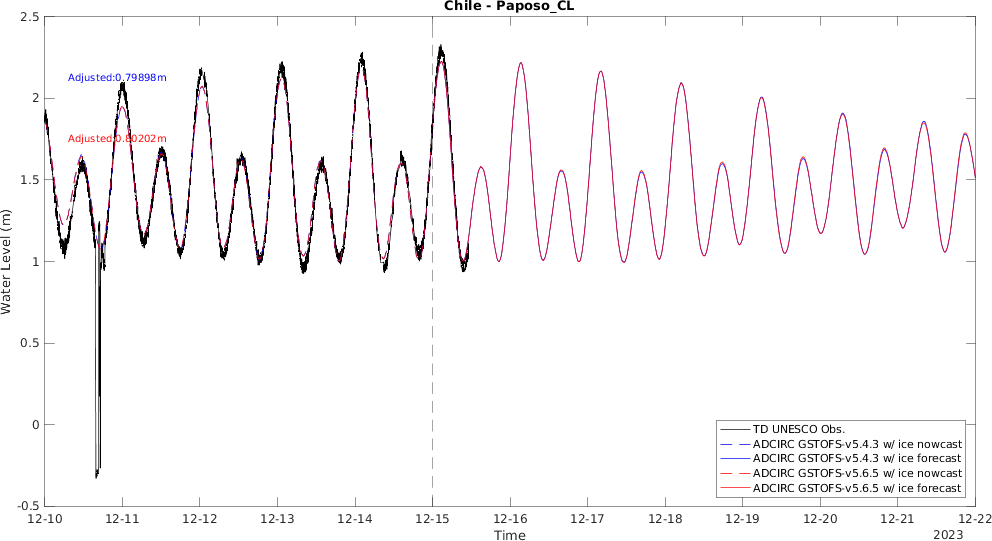 Chile - Paposo_CL
2.5
2
1.5
1
0.5
0
-0.5
Water Level (m)
Adjusted:0.79898m
Adjusted:0.80202m
TD UNESCO Obs.
ADCIRC GSTOFS-v5.4.3 w/ ice nowcast
ADCIRC GSTOFS-v5.4.3 w/ ice forecast
ADCIRC GSTOFS-v5.6.5 w/ ice nowcast
ADCIRC GSTOFS-v5.6.5 w/ ice forecast
12-10 12-11 12-12 12-13 12-14 12-15 12-16 12-17 12-18 12-19 12-20 12-21 12-22
Time
2023